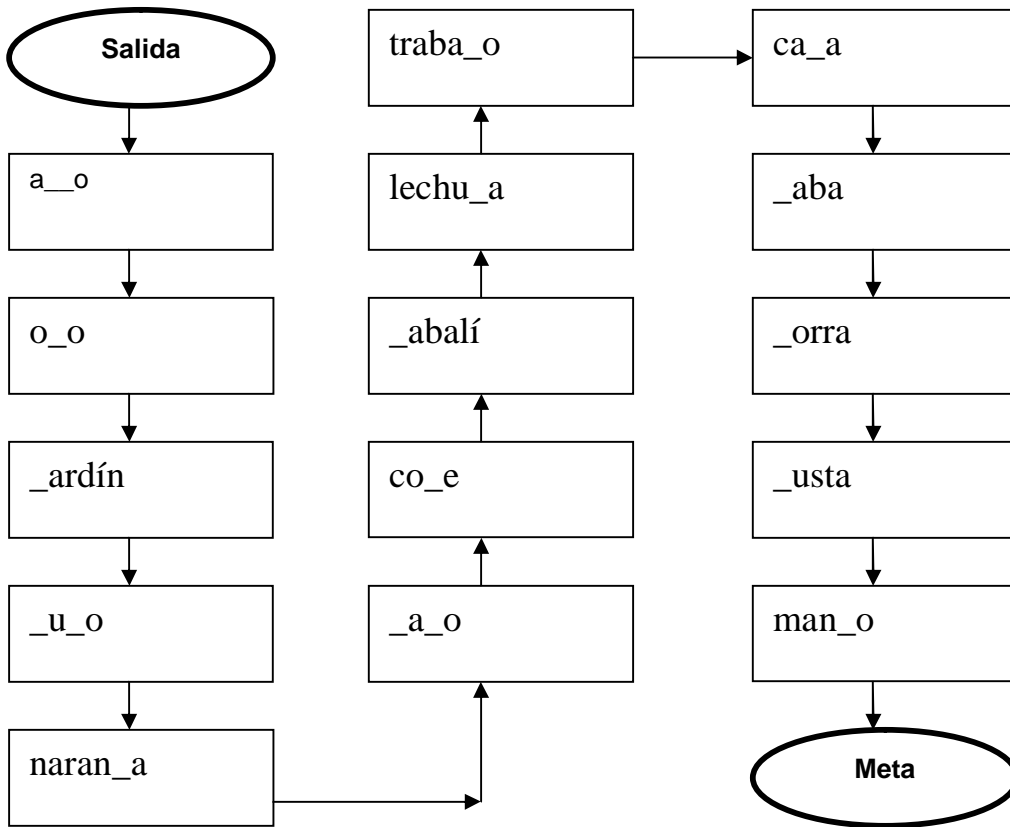 Salida
a__o
o_o
_ardín
_u_o
naran_a
_a_o
co_e
_abalí
lechu_a
traba_o
ca_a
_aba
_orra
_usta
man_o
Meta